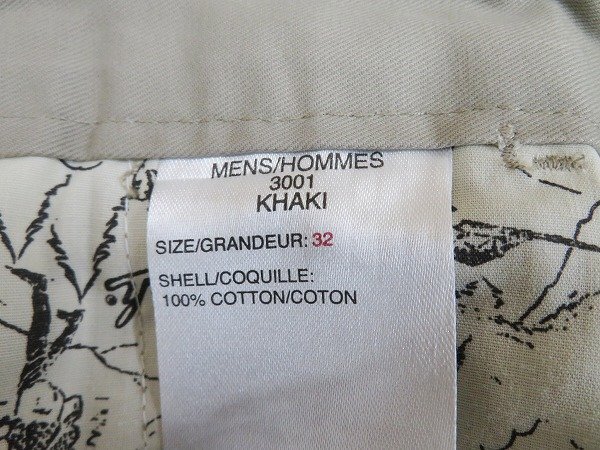 MENS/HOMMES
3001
KHAKI
SIZE/GRANDEUR: 32
SHELL/COQUILLE:
100% COTTON/COTON